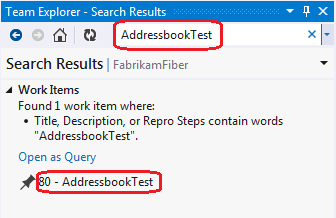 Team Explorer - Search Results
AddressbookTest
Search Results | FabrikamFiber
Work Items
Found 1 work item where:
• Title, Description, or Repro Steps contain words
"AddressbookTest".
Open as Query
80 - AddressbookTest